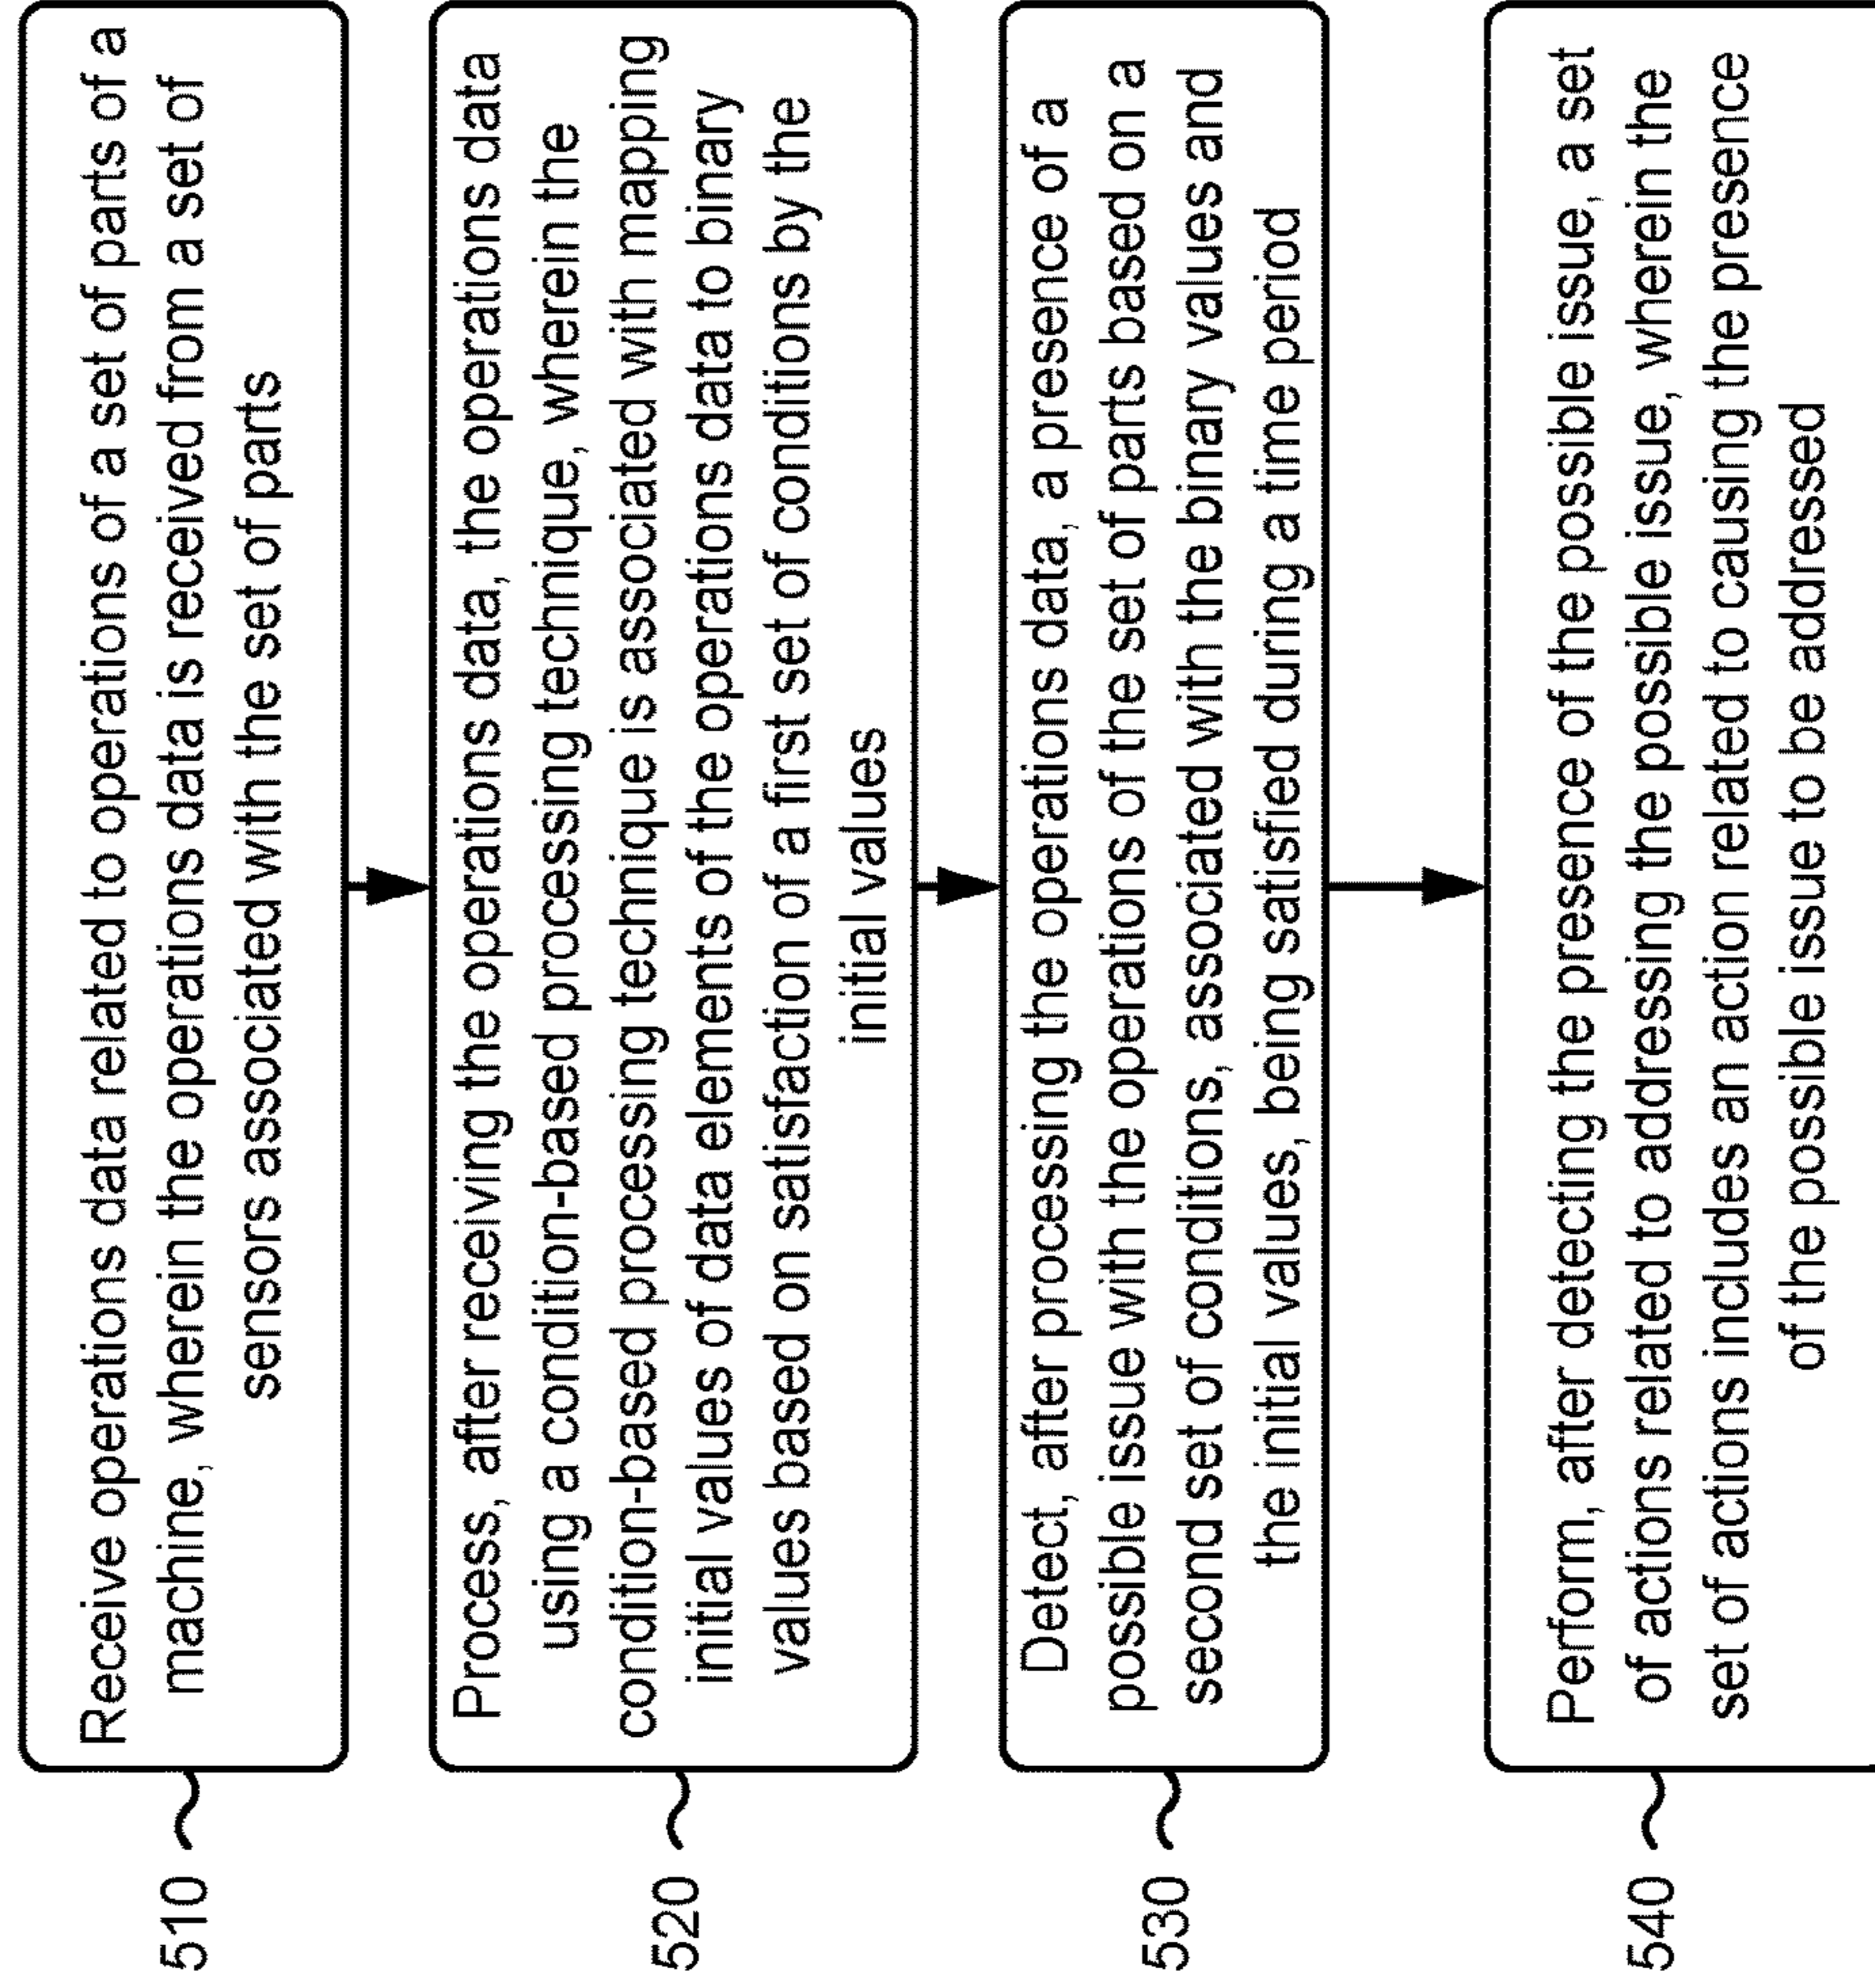 510
Receive operations data related to operations of a set of parts of a
machine, wherein the operations data is received from a set of
sensors associated with the set of parts
520
Process, after receiving the operations data, the operations data
using a condition-based processing technique, wherein the
condition-based processing technique is associated with mapping
initial values of data elements of the operations data to binary
values based on satisfaction of a first set of conditions by the
initial values
530
Detect, after processing the operations data, a presence of a
possible issue with the operations of the set of parts based on a
second set of conditions, associated with the binary values and
the initial values, being satisfied during a time period
540
Perform, after detecting the presence of the possible issue, a set
of actions related to addressing the possible issue, wherein the
set of actions includes an action related to causing the presence
of the possible issue to be addressed